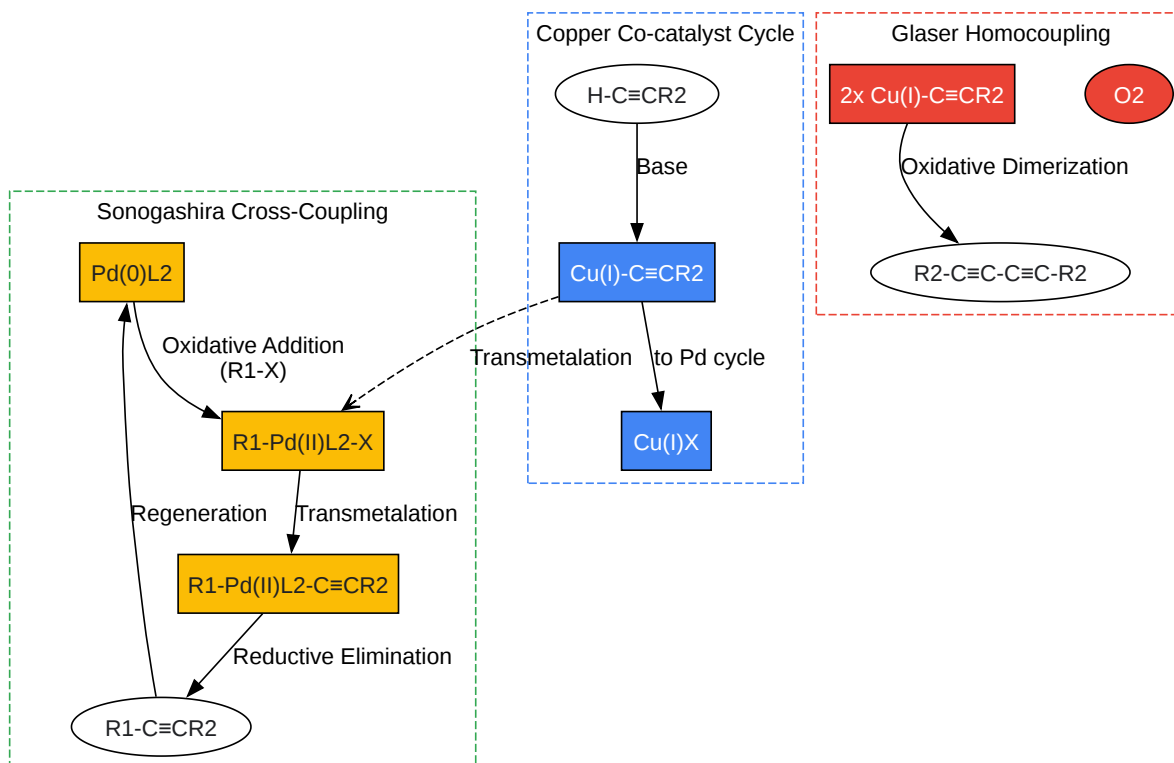 Copper Co-catalyst Cycle
H-C≡CR2
Base
Cu(I)-C≡CR2
Transmetalation
to Pd cycle
Cu(I)X
Glaser Homocoupling
2x Cu(I)-C≡CR2
O2
Oxidative Dimerization
R2-C≡C-C≡C-R2
Sonogashira Cross-Coupling
Pd(0)L2
Oxidative Addition
(R1-X)
R1-Pd(II)L2-X
Regeneration
Transmetalation
R1-Pd(II)L2-C≡CR2
Reductive Elimination
R1-C≡CR2